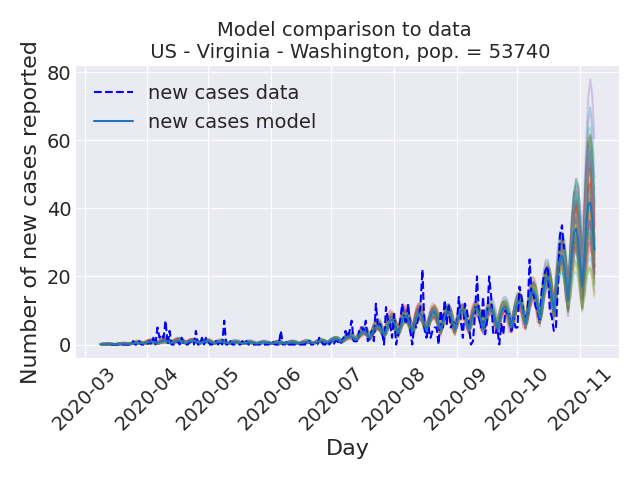 Model comparison to data
US - Virginia - Washington, pop. = 53740
Number of new cases reported
80
60
40
20
0
new cases data
new cases model
2020-03
2020-04
2020-05
2020-06
2020-07
2020-08
2020-09
2020-10
2020-11
Day